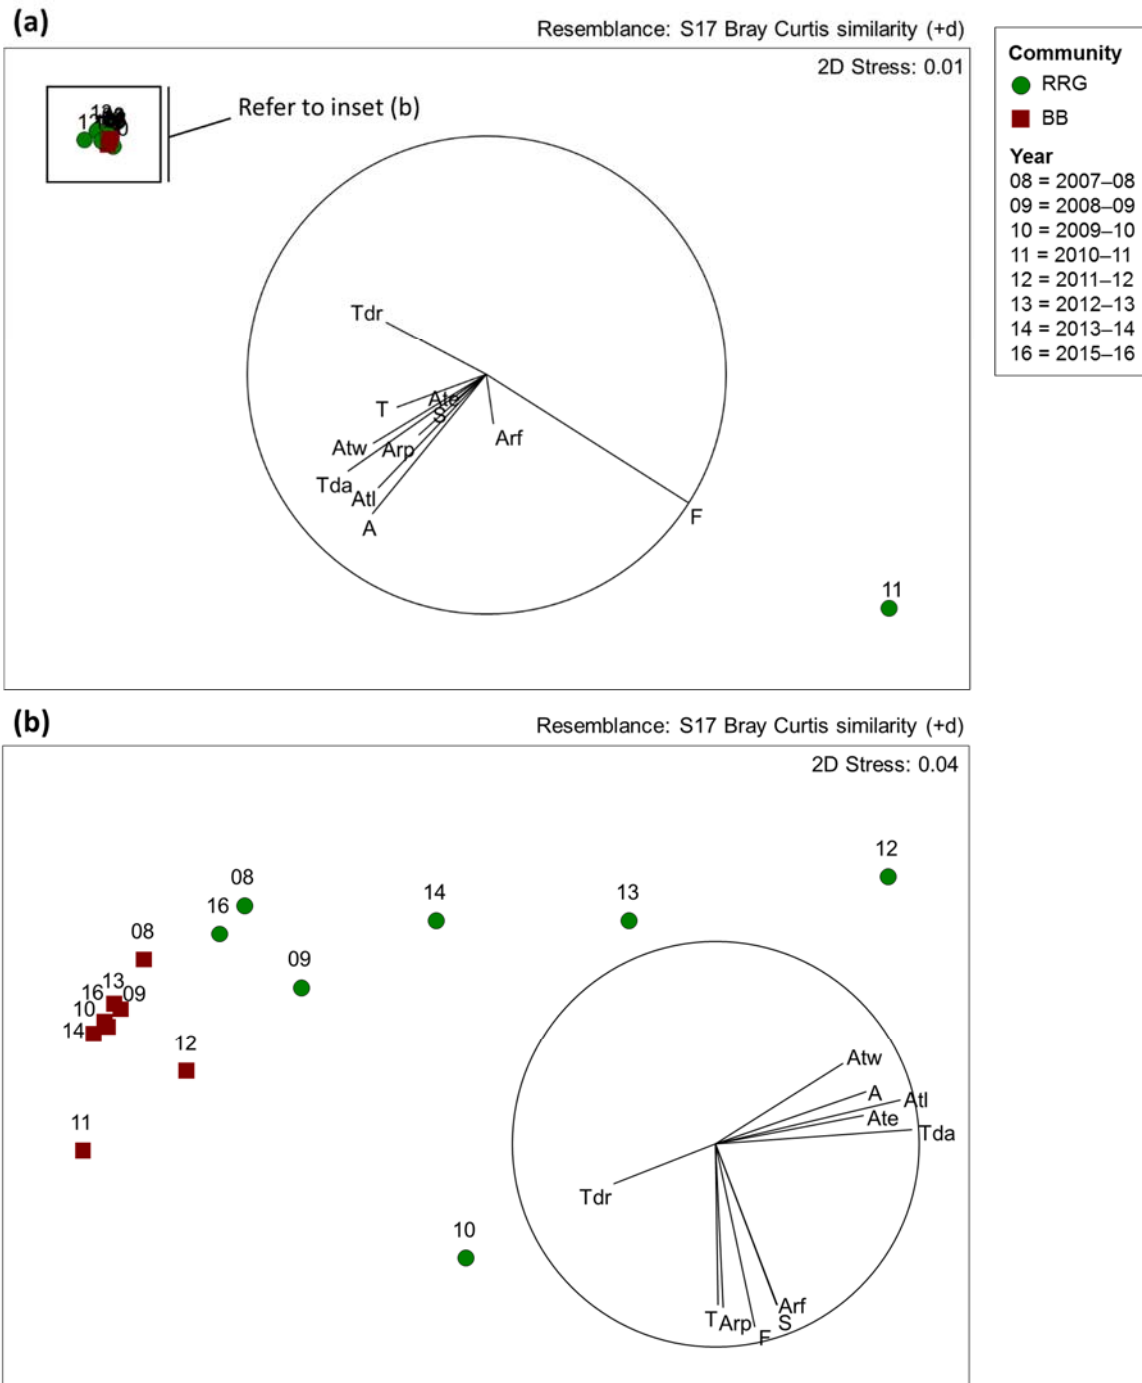 (a)
Resemblance: S17 Bray Curtis similarity (+d)
2D Stress: 0.01
Refer to inset (b)
Tdr
T
Ate
S
Atw
Arp
Arf
Tda
Atl
A
F
11
Community
RRG
BB
Year
08 = 2007–08
09 = 2008–09
10 = 2009–10
11 = 2010–11
12 = 2011–12
13 = 2012–13
14 = 2013–14
16 = 2015–16
(b)
Resemblance: S17 Bray Curtis similarity (+d)
2D Stress: 0.04
12
08
14
13
16
08
09
13
16
09
10
14
12
11
10
Atw
A
Atl
Ate
Tda
Tdr
T
Arp
F
Arf
S